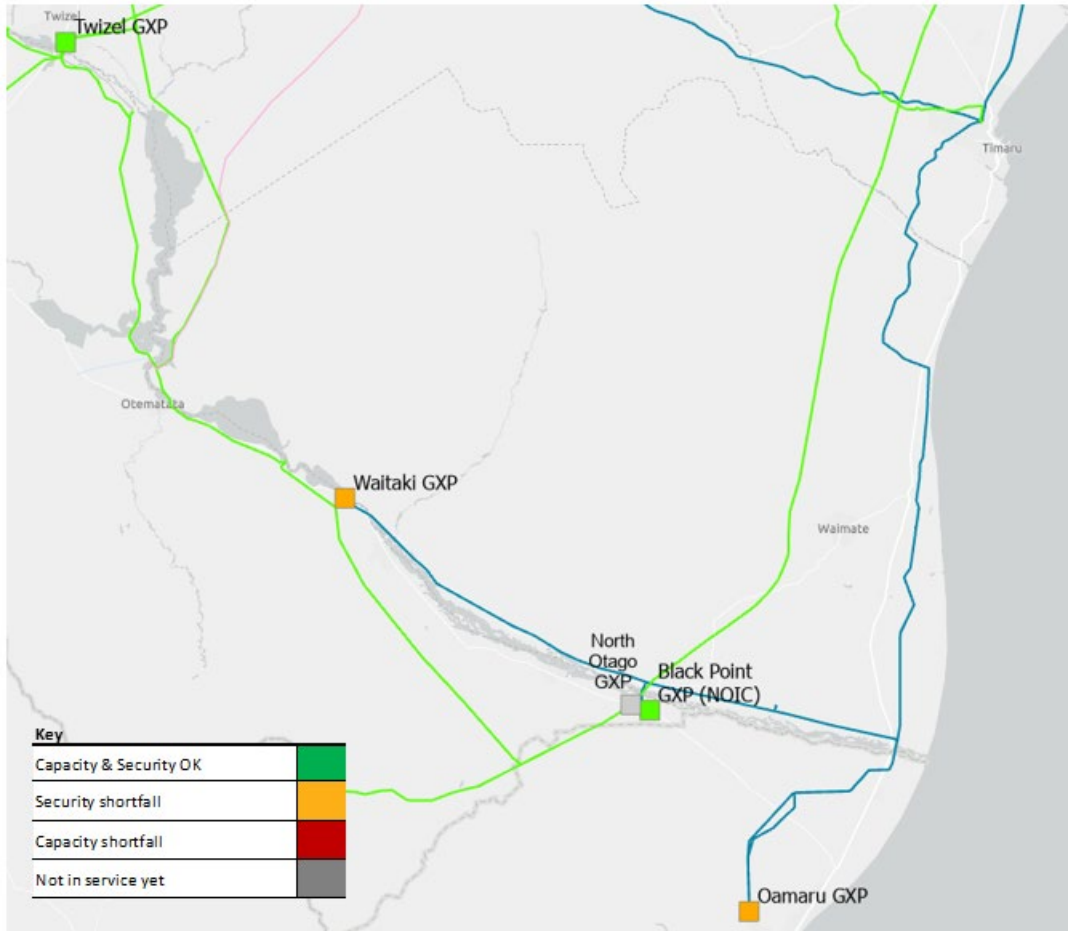 Twizel
Twizel GXP
Timaru
Otematata
Waitaki GXP
Waimate
North
Otago
GXP
Black Point
GXP (NOIC)
Key
Capacity & Security OK
Security shortfall
Capacity shortfall
Not in service yet
Oamaru GXP